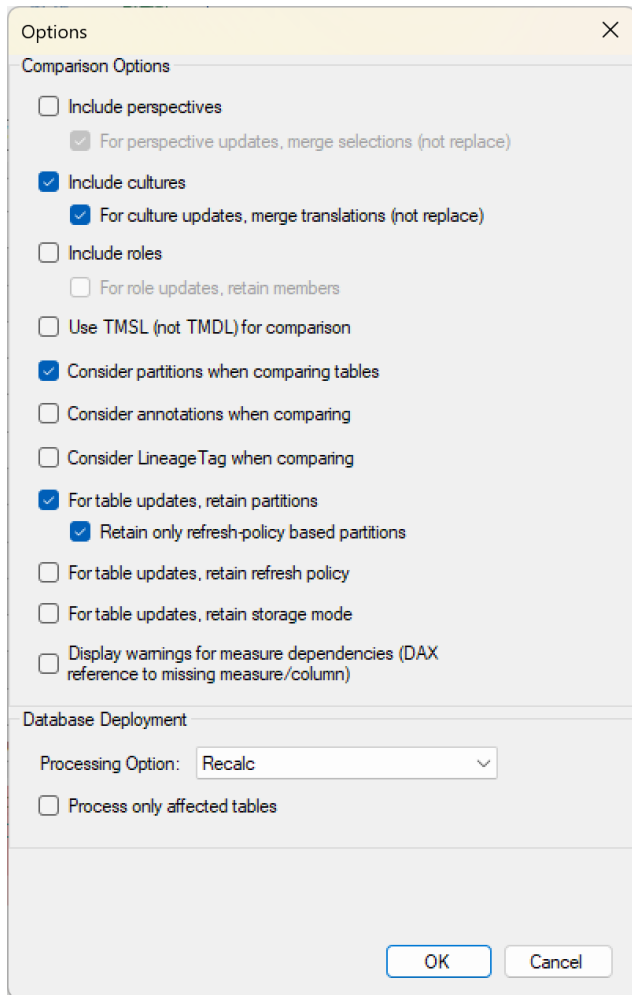 Options
Comparison Options
Include perspectives
For perspective updates, merge selections (not replace)
Include cultures
For culture updates, merge translations (not replace)
Include roles
For role updates, retain members
Use TMSL (not TMDL) for comparison
Consider partitions when comparing tables
Consider annotations when comparing
Consider LineageTag when comparing
For table updates, retain partitions
Retain only refresh-policy based partitions
For table updates, retain refresh policy
For table updates, retain storage mode
Display warnings for measure dependencies (DAX
reference to missing measure/column)
Database Deployment
Processing Option: Recalc
Process only affected tables
OK Cancel